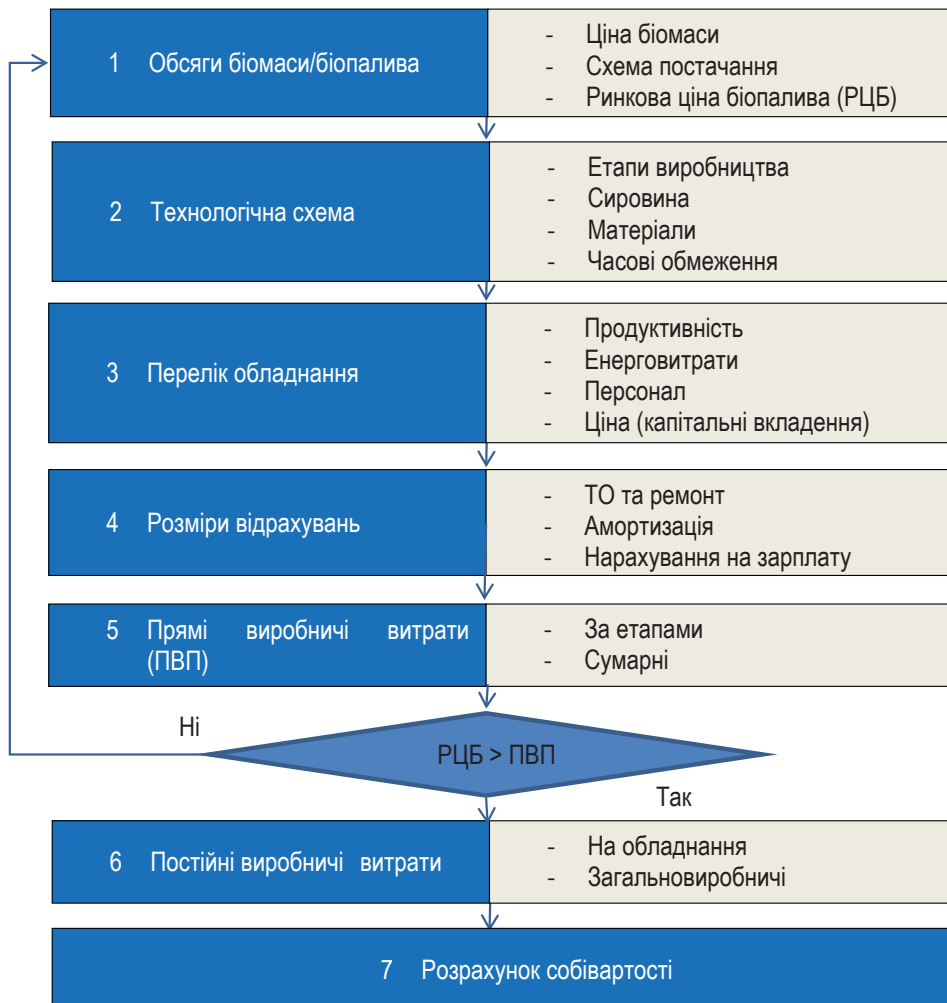 1 Обсяги біомаси/біопалива
- Ціна біомаси
- Схема постачання
- Ринкова ціна біопалива (РЦБ)
2 Технологічна схема
- Етапи виробництва
- Сировина
- Матеріали
- Часові обмеження
3 Перелік обладнання
- Продуктивність
- Енерговитрати
- Персонал
- Ціна (капітальні вкладення)
4 Розміри відрахувань
- ТО та ремонт
- Амортизація
- Нарахування на зарплату
5 Прямі виробничі витрати
(ПВП)
- За етапами
- Сумарні
Ні
РЦБ > ПВП
Так
6 Постійні виробничі витрати
- На обладнання
- Загальновиробничі
7 Розрахунок собівартості